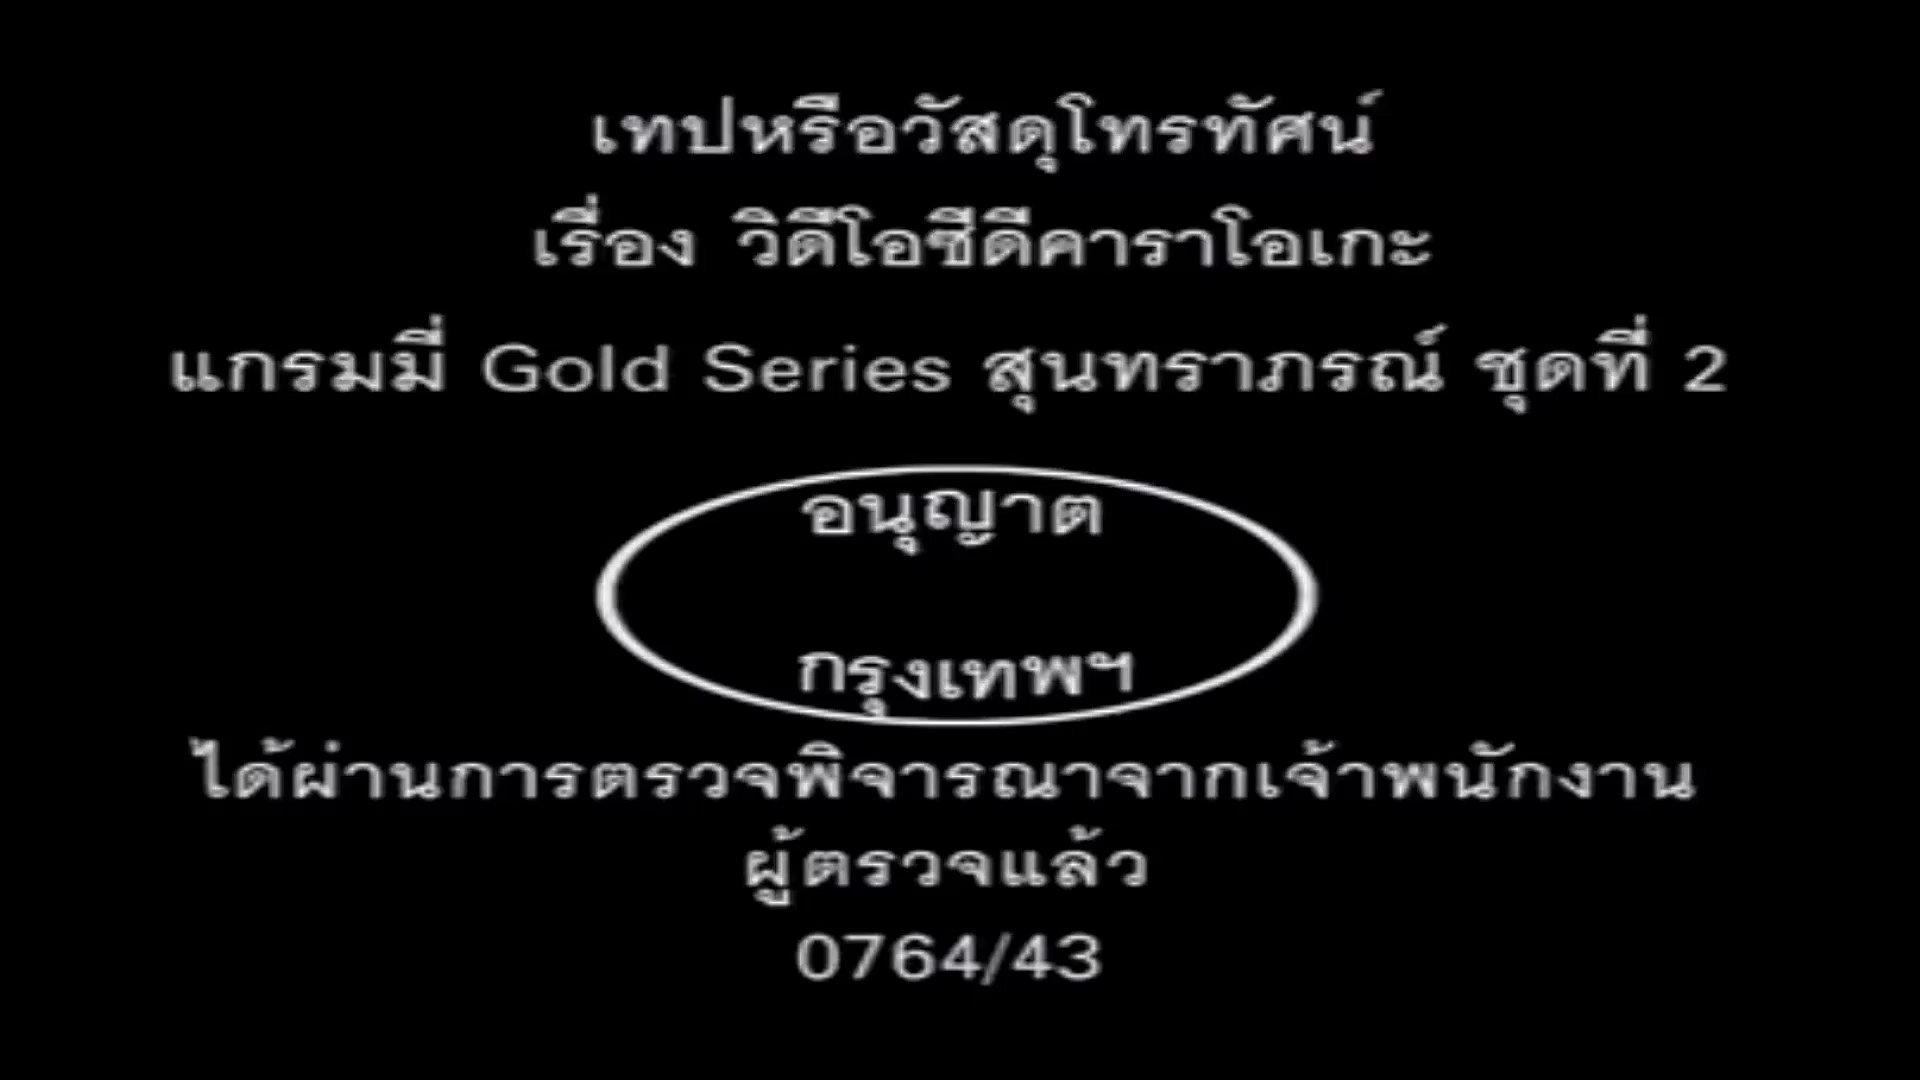 เทปหรือวัสดุโทรทัศน์
เรื่อง วิดีโอซีดีคาราโอเกะ
แกรมมี่ Gold Series สุนทราภรณ์ ชุดที่ 2
อนุญาต
กรุงเทพฯ
ได้ผ่านการตรวจพิจารณาจากเจ้าพนักงาน
ผู้ตรวจแล้ว
0764/43